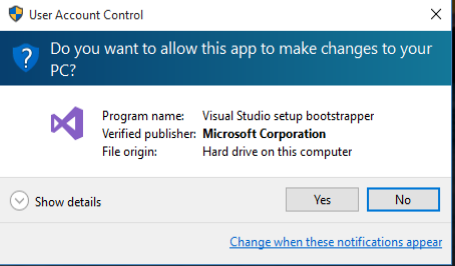 User Account Control
Do you want to allow this app to make changes to your
PC?
Program name: Visual Studio setup bootstrapper
Verified publisher: Microsoft Corporation
File origin: Hard drive on this computer
Show details
Yes
No
Change when these notifications appear